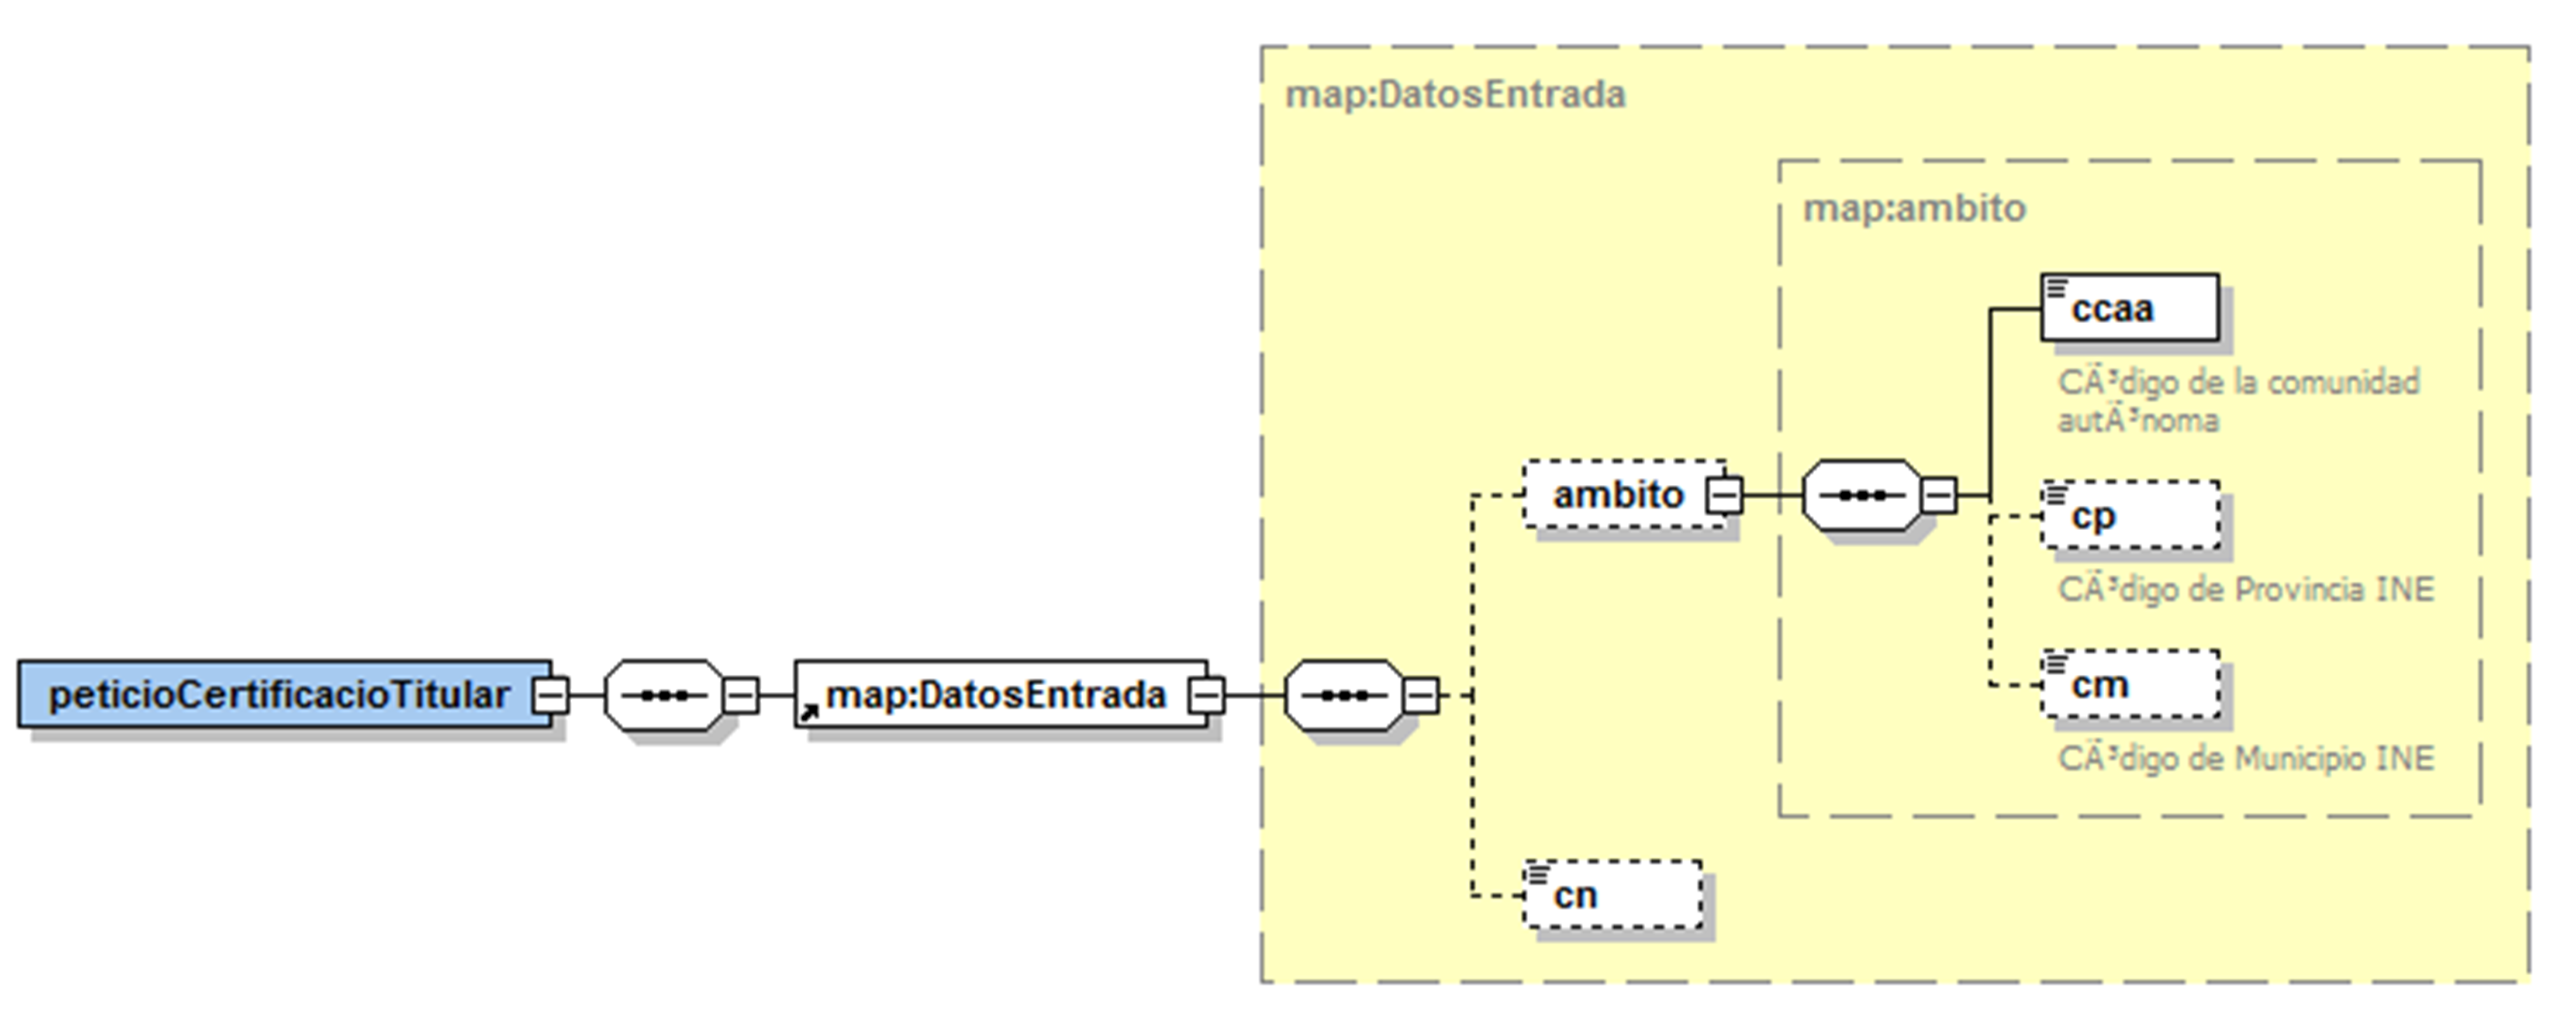 map:DatosEntrada
map:ambito
ccaa
CÃ³digo de la comunidad
autÃ³noma
ambito
cp
CÃ³digo de Provincia INE
peticioCertificacioTitular
map:DatosEntrada
cm
CÃ³digo de Municipio INE
cn